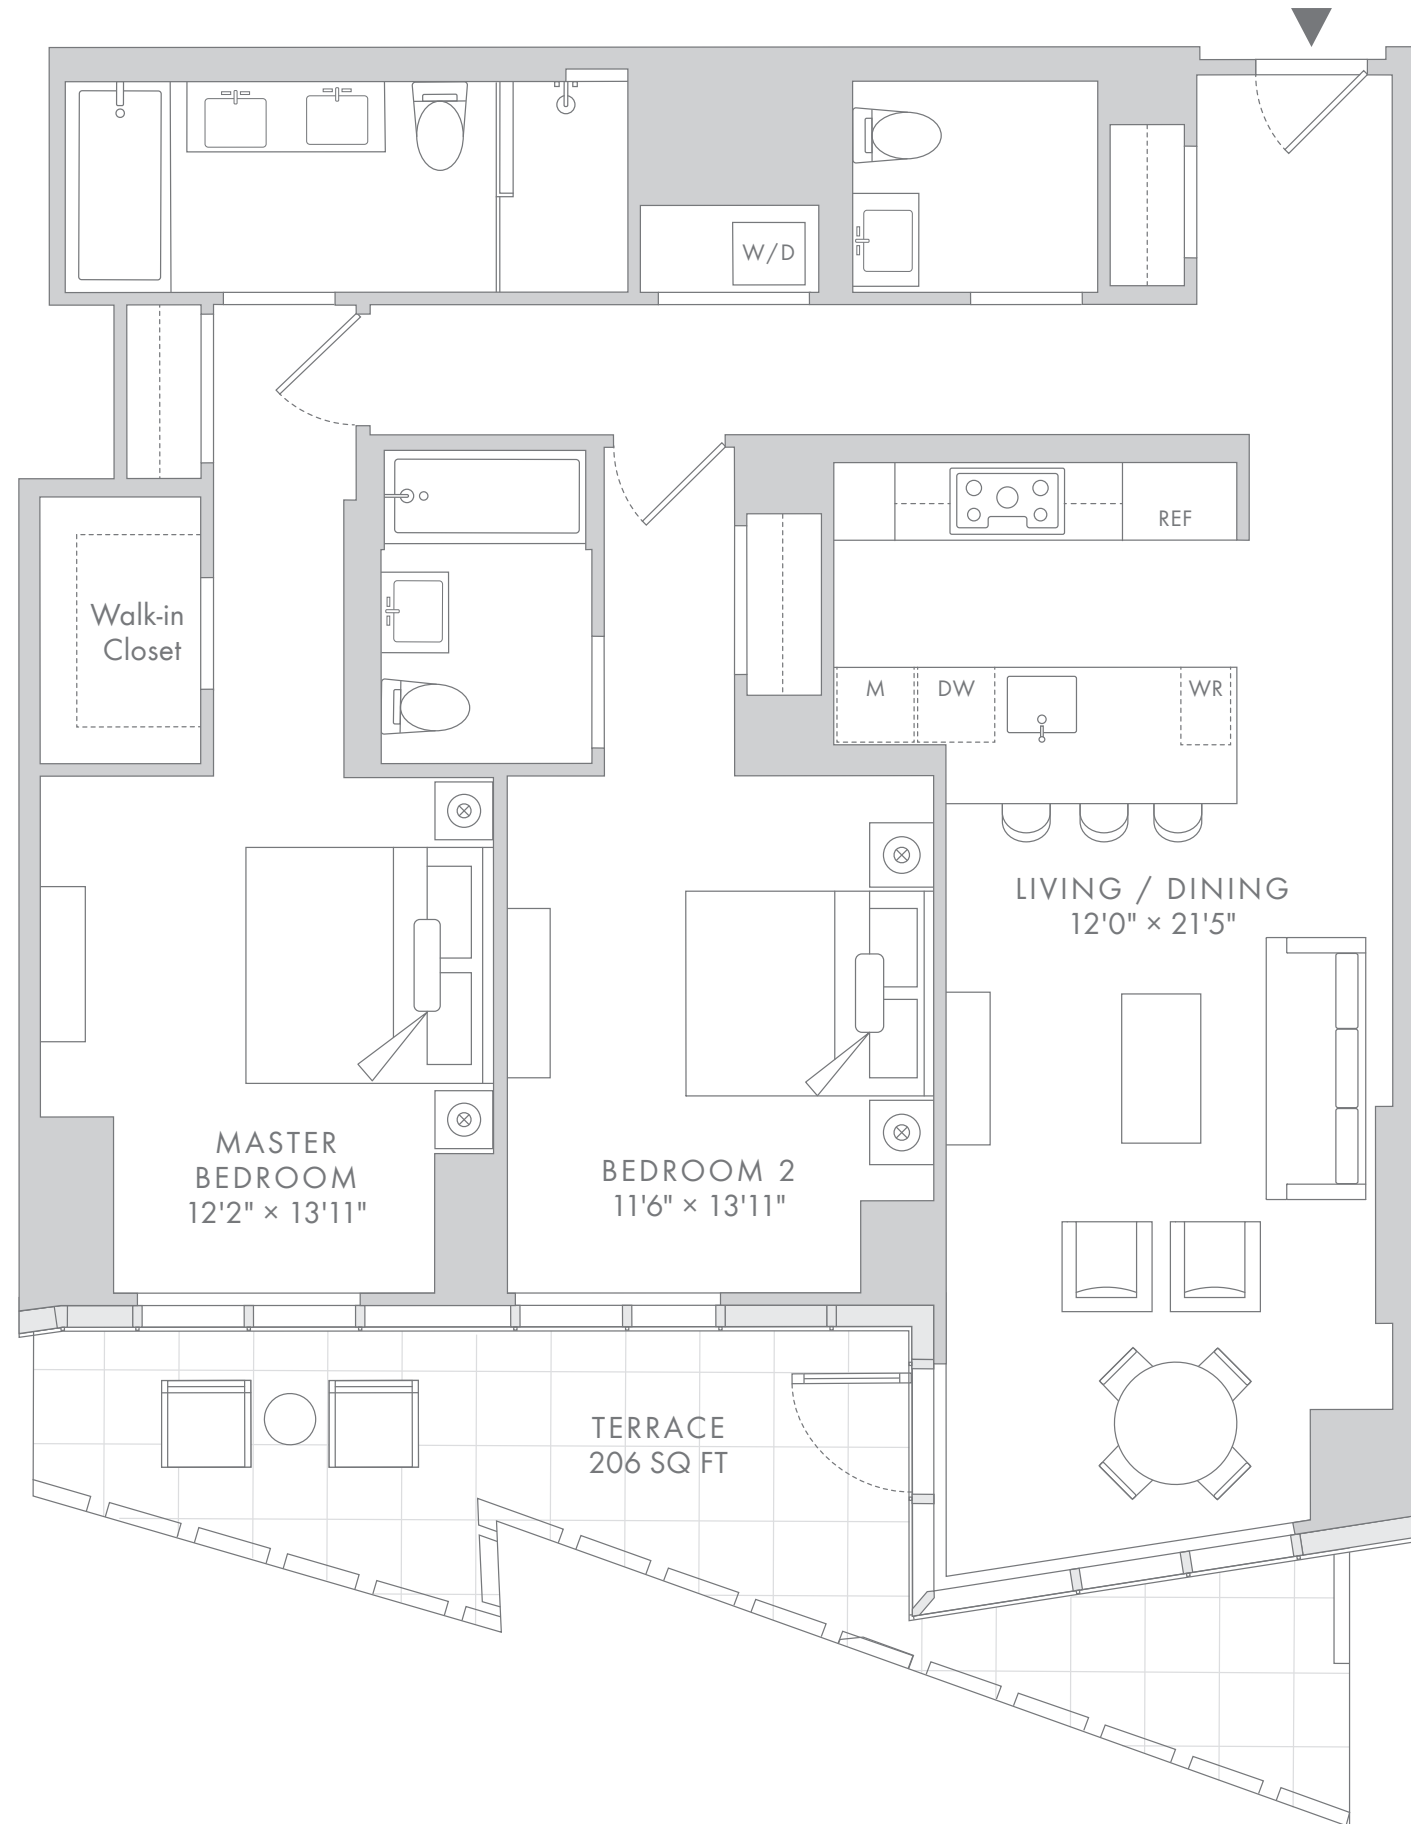 W/D
REF
Walk-in
Closet
M
DW
WR
LIVING / DINING
12'0" × 21'5"
MASTER
BEDROOM
12'2" × 13'11"
BEDROOM 2
11'6" × 13'11"
TERRACE
206 SQ FT